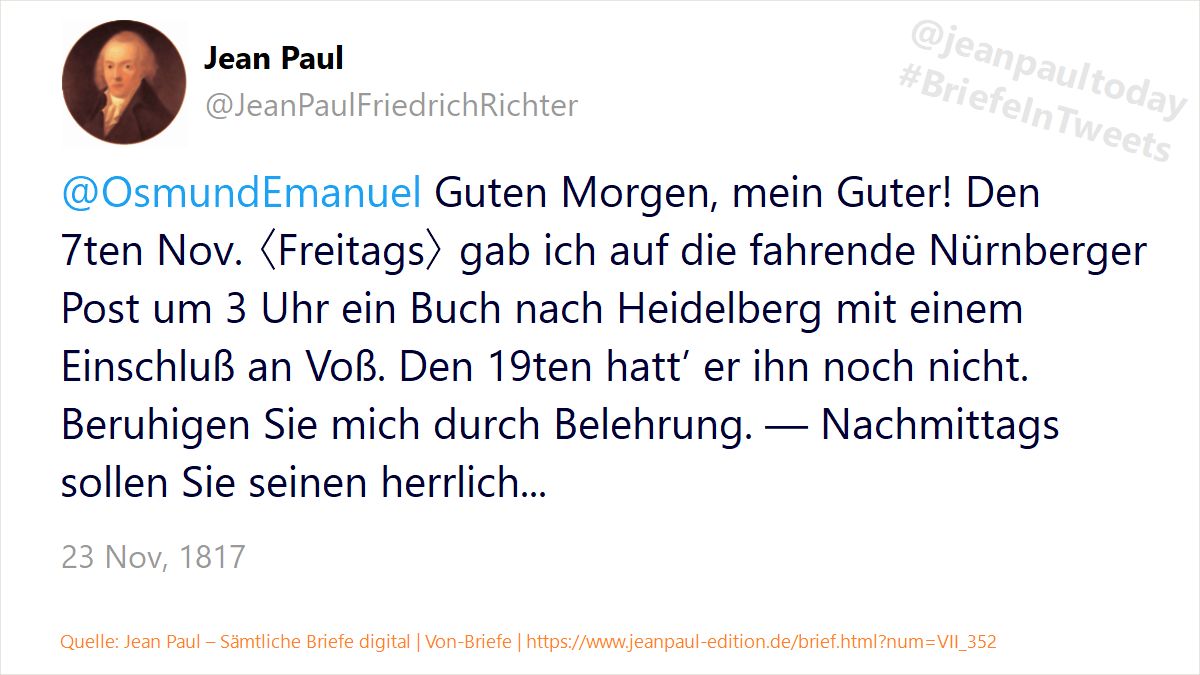 Jean Paul
@JeanPaulFriedrichRichter
@jeanpaultoday
#BriefeInTweets
@OsmundEmanuel Guten Morgen, mein Guter! Den
7ten Nov. 〈Freitags〉 gab ich auf die fahrende Nürnberger
Post um 3 Uhr ein Buch nach Heidelberg mit einem
Einschluß an Voß. Den 19ten hatt’ er ihn noch nicht.
Beruhigen Sie mich durch Belehrung. — Nachmittags
sollen Sie seinen herrlich...
23 Nov, 1817
Quelle: Jean Paul – Sämtliche Briefe digital | Von-Briefe | https://www.jeanpaul-edition.de/brief.html?num=VII_352